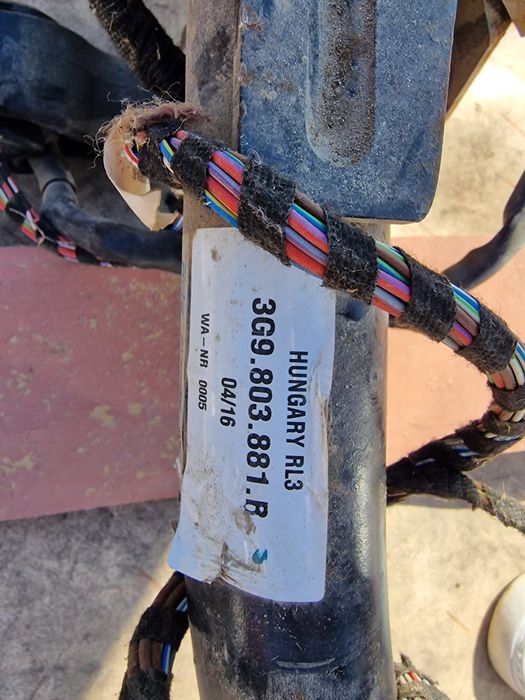 HUNGARY RL3
3G9.803.881.B
04/16
WA-NR 0005